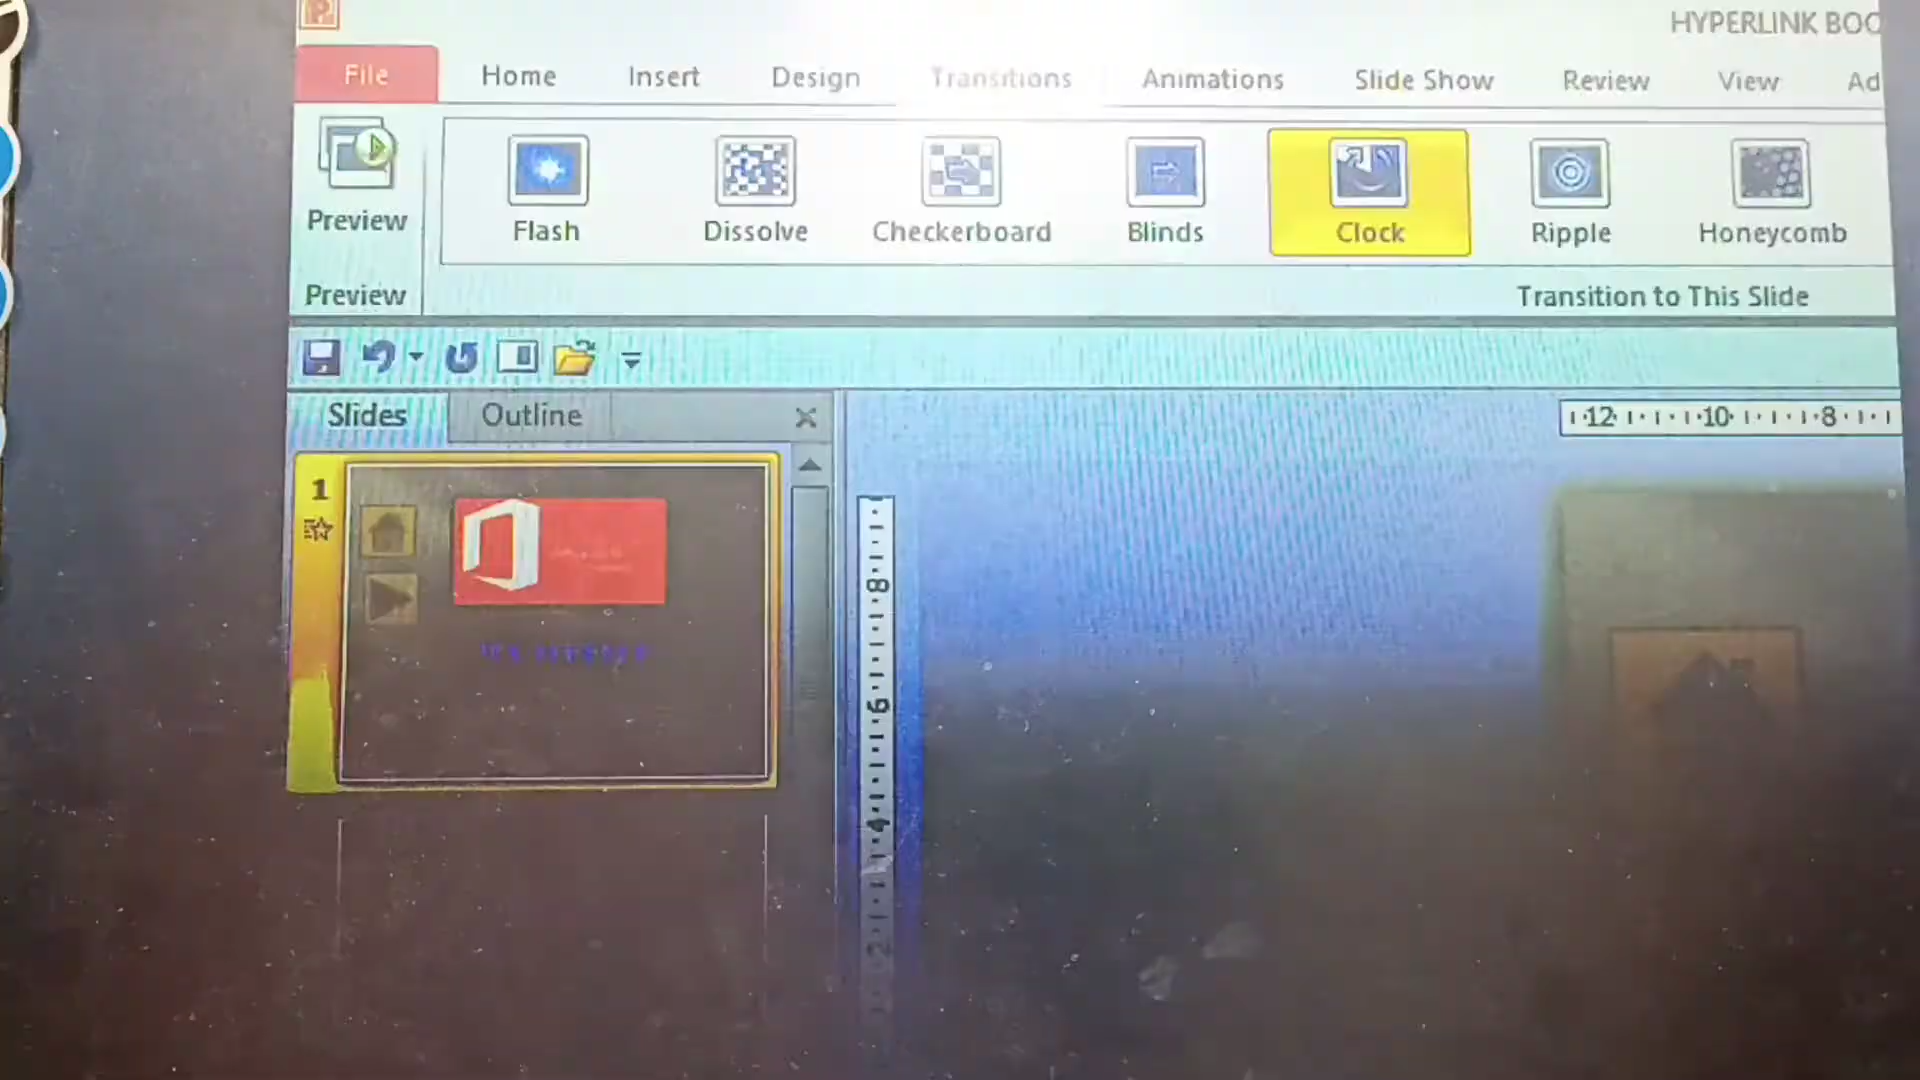 HYPERLINK BOO
File Home Insert Design Transitions Animations Slide Show Review View Ad
Preview Flash Dissolve Checkerboard Blinds Clock Ripple Honeycomb
Preview Transition to This Slide
Slides Outline
12 10 8
1
8
6
4
2